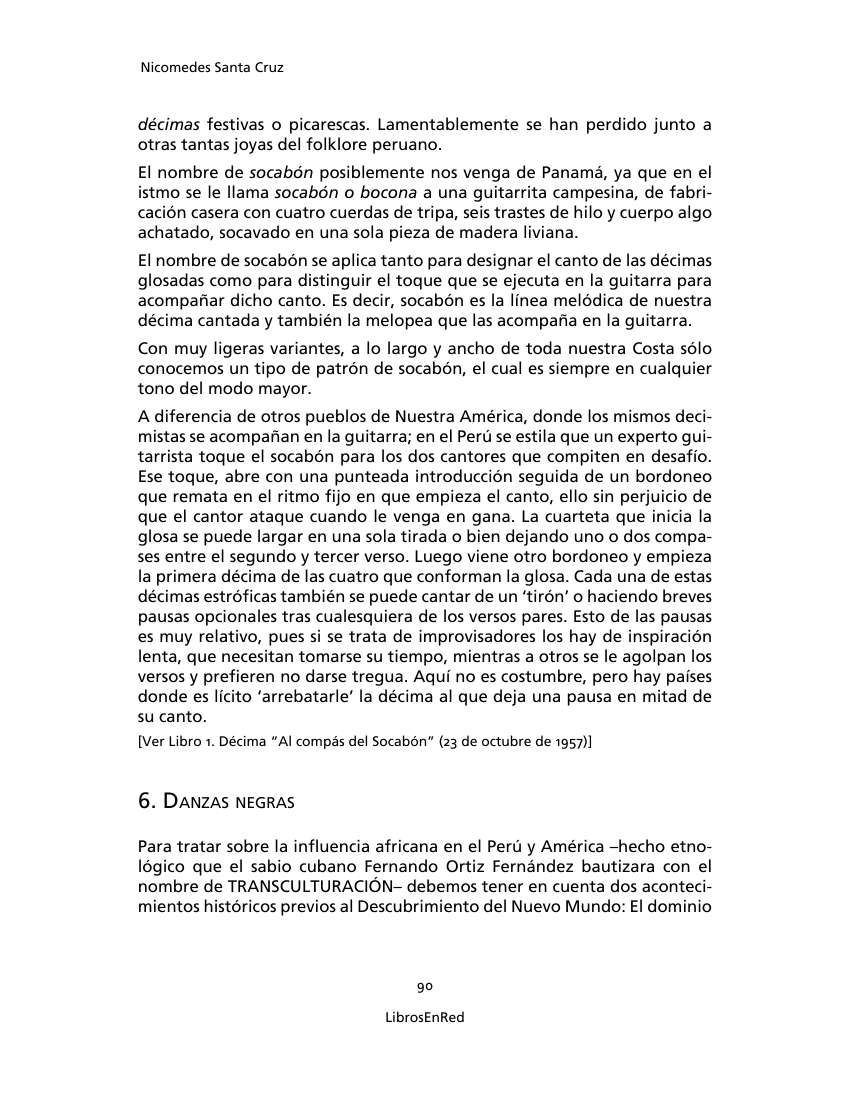 Nicomedes Santa Cruz
décimas festivas o picarescas. Lamentablemente se han perdido junto a
otras tantas joyas del folklore peruano.
El nombre de socabón posiblemente nos venga de Panamá, ya que en el
istmo se le llama socabón o bocona a una guitarrita campesina, de fabri-
cación casera con cuatro cuerdas de tripa, seis trastes de hilo y cuerpo algo
achatado, socavado en una sola pieza de madera liviana.
El nombre de socabón se aplica tanto para designar el canto de las décimas
glosadas como para distinguir el toque que se ejecuta en la guitarra para
acompañar dicho canto. Es decir, socabón es la línea melódica de nuestra
décima cantada y también la melopea que las acompaña en la guitarra.
Con muy ligeras variantes, a lo largo y ancho de toda nuestra Costa sólo
conocemos un tipo de patrón de socabón, el cual es siempre en cualquier
tono del modo mayor.
A diferencia de otros pueblos de Nuestra América, donde los mismos deci-
mistas se acompañan en la guitarra; en el Perú se estila que un experto gui-
tarrista toque el socabón para los dos cantores que compiten en desafío.
Ese toque, abre con una punteada introducción seguida de un bordoneo
que remata en el ritmo fijo en que empieza el canto, ello sin perjuicio de
que el cantor ataque cuando le venga en gana. La cuarteta que inicia la
glosa se puede largar en una sola tirada o bien dejando uno o dos compa-
ses entre el segundo y tercer verso. Luego viene otro bordoneo y empieza
la primera décima de las cuatro que conforman la glosa. Cada una de estas
décimas estróficas también se puede cantar de un ‘tirón’ o haciendo breves
pausas opcionales tras cualesquiera de los versos pares. Esto de las pausas
es muy relativo, pues si se trata de improvisadores los hay de inspiración
lenta, que necesitan tomarse su tiempo, mientras a otros se le agolpan los
versos y prefieren no darse tregua. Aquí no es costumbre, pero hay países
donde es lícito ‘arrebatarle’ la décima al que deja una pausa en mitad de
su canto.
[Ver Libro 1. Décima “Al compás del Socabón” (23 de octubre de 1957)]
6. Danzas negras
Para tratar sobre la influencia africana en el Perú y América –hecho etno-
lógico que el sabio cubano Fernando Ortiz Fernández bautizara con el
nombre de TRANSCULTURACIÓN– debemos tener en cuenta dos aconteci-
mientos históricos previos al Descubrimiento del Nuevo Mundo: El dominio
90
LibrosEnRed